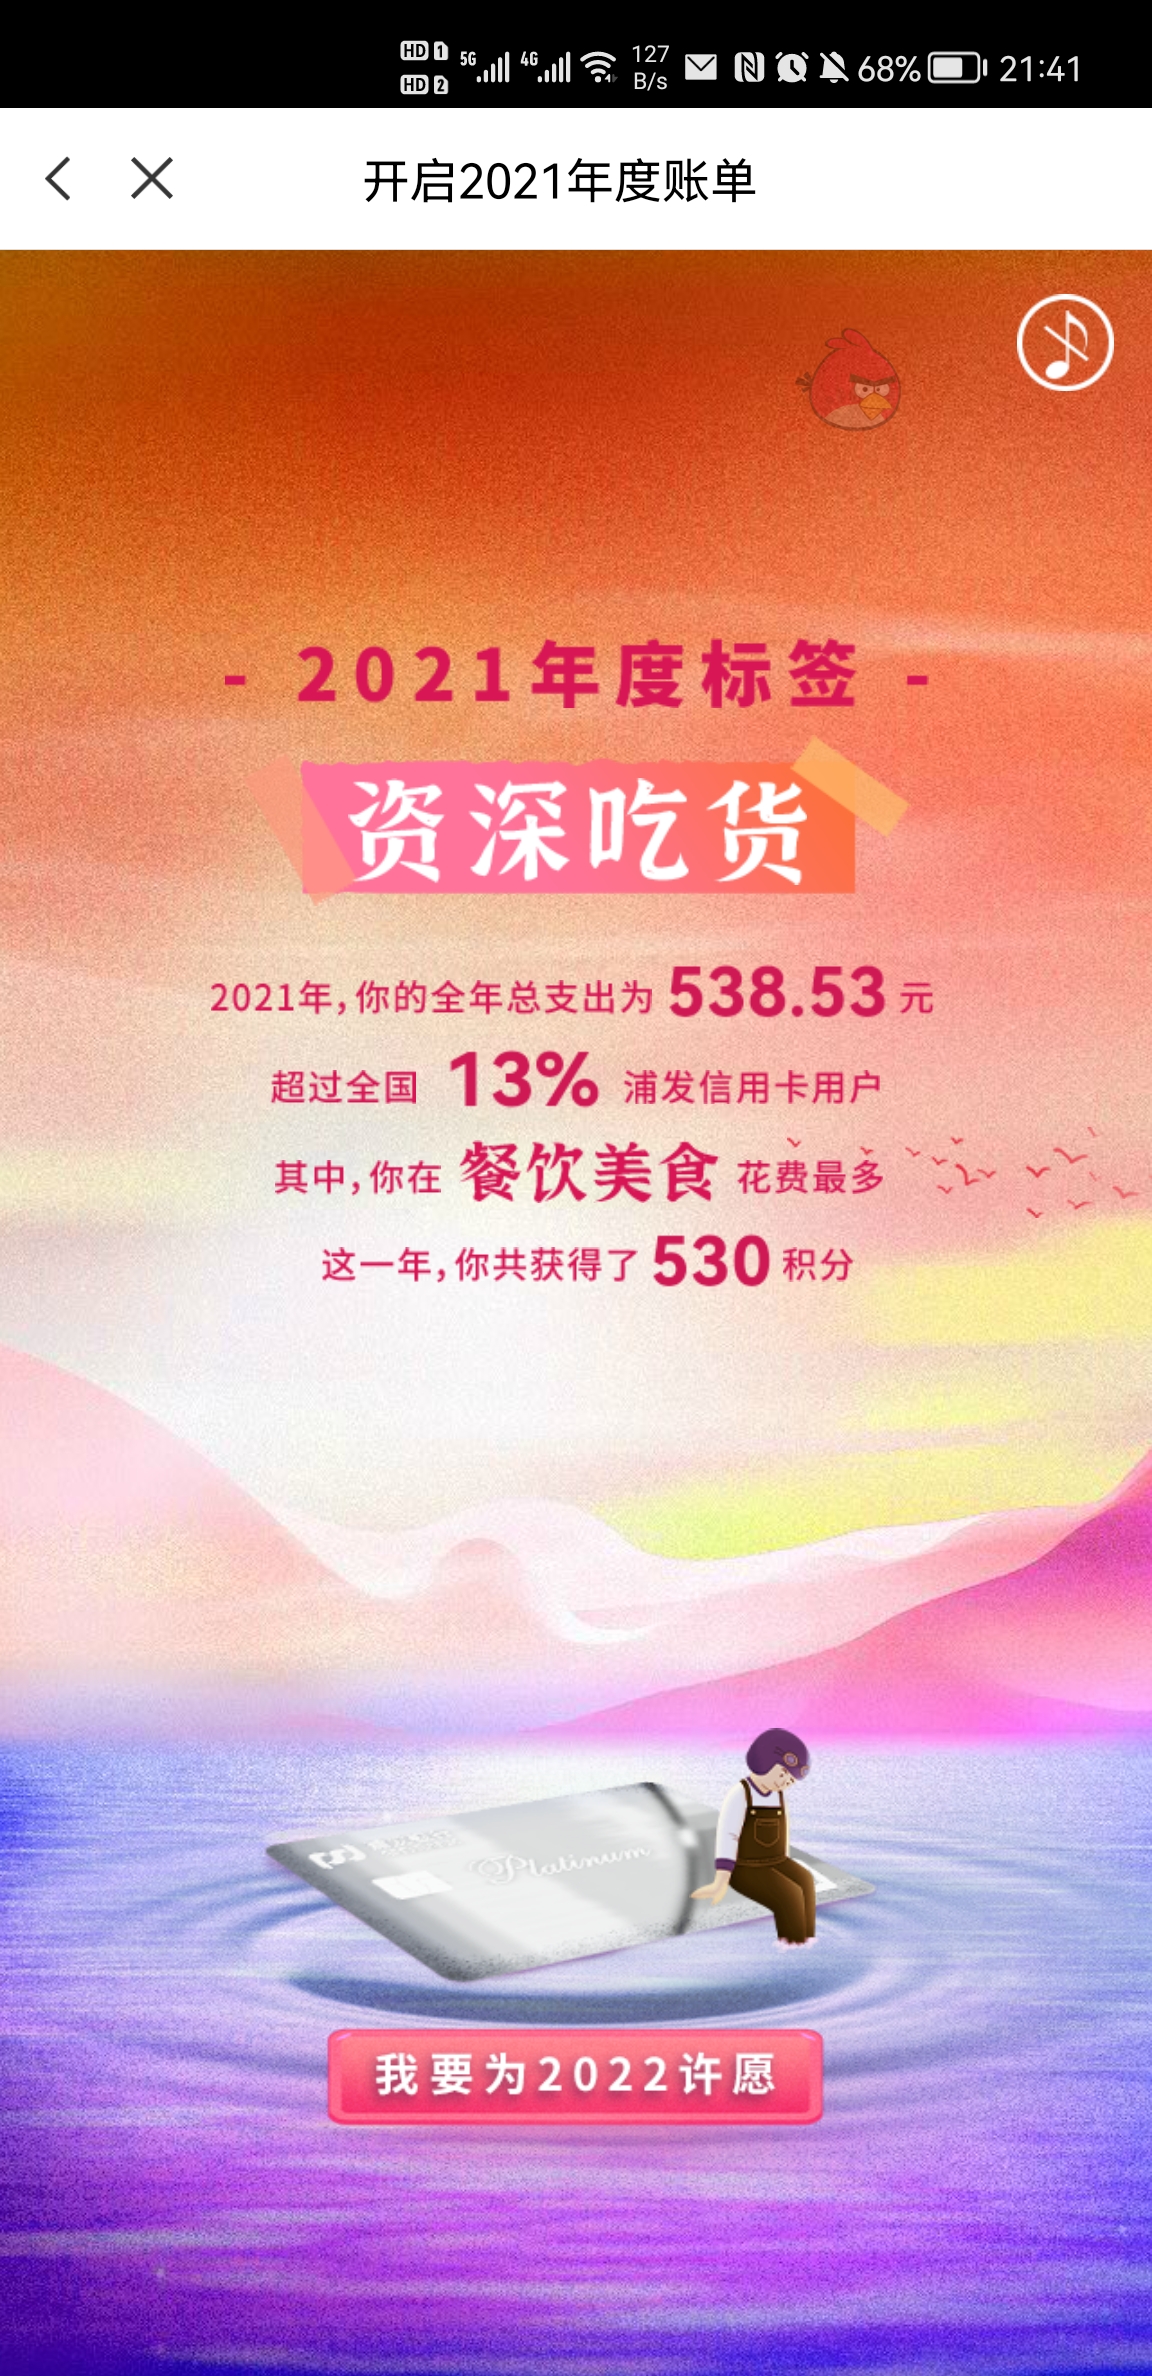 HD 1 5G 4G 127 68% 21:41
HD 2 B/s
开启2021年度账单
- 2021年度标签 -
资深吃货
2021年,你的全年总支出为 538.53 元
超过全国 13% 浦发信用卡用户
其中,你在 餐饮美食 花费最多
这一年,你共获得了 530 积分
Platinum
我要为2022许愿